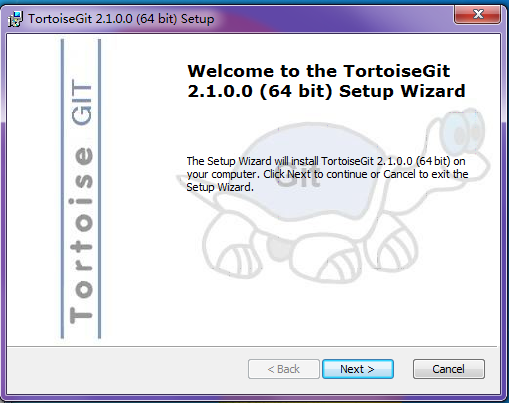 TortoiseGit 2.1.0.0 (64 bit) Setup
X
Tortoise GIT
Welcome to the TortoiseGit
2.1.0.0 (64 bit) Setup Wizard
The Setup Wizard will install TortoiseGit 2.1.0.0 (64 bit) on
your computer. Click Next to continue or Cancel to exit the
Setup Wizard.
Git
< Back
Next >
Cancel